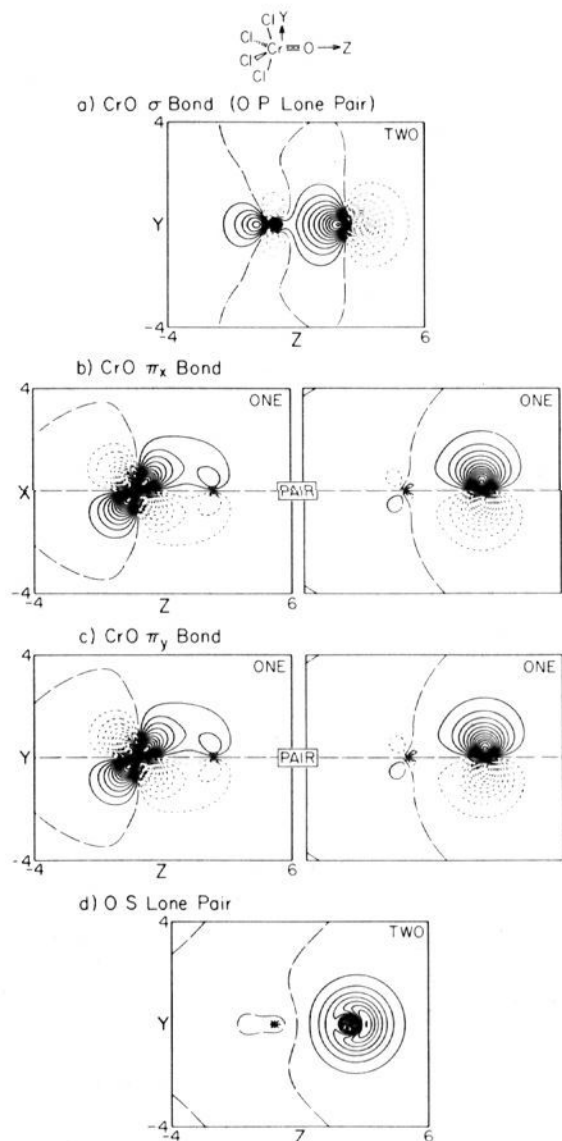 Cl Y
Cl Cr O Z
Cl
Cl
a) CrO σ Bond (O P Lone Pair)
4 TWO
Y
-4
-4 Z 6
b) CrO πx Bond
4 ONE ONE
X PAIR
-4
-4 Z 6
c) CrO πy Bond
4 ONE ONE
Y PAIR
-4
-4 Z 6
d) O S Lone Pair
4 TWO
Y
-4
-4 Z 6